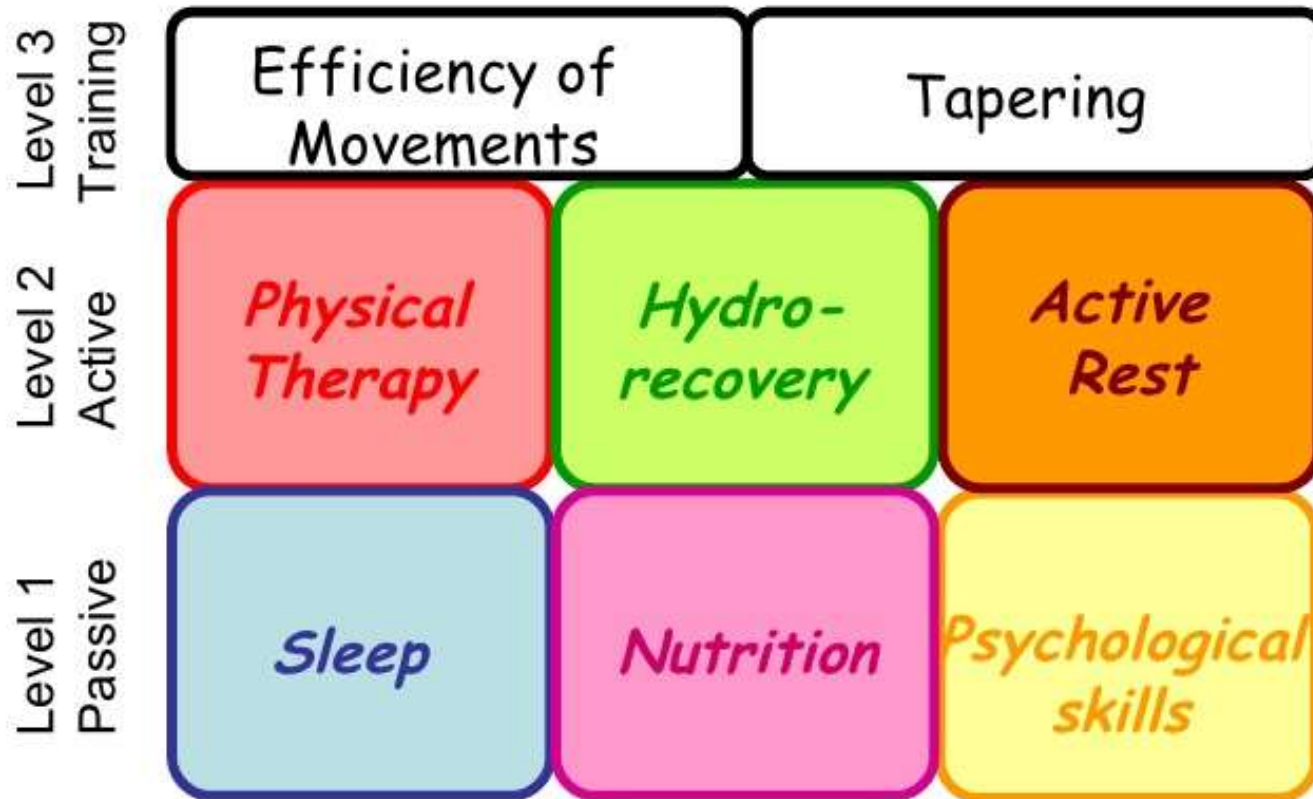 Level 3
Training
Efficiency of
Movements
Tapering
Level 2
Active
Physical
Therapy
Hydro-
recovery
Active
Rest
Level 1
Passive
Sleep
Nutrition
Psychological
skills